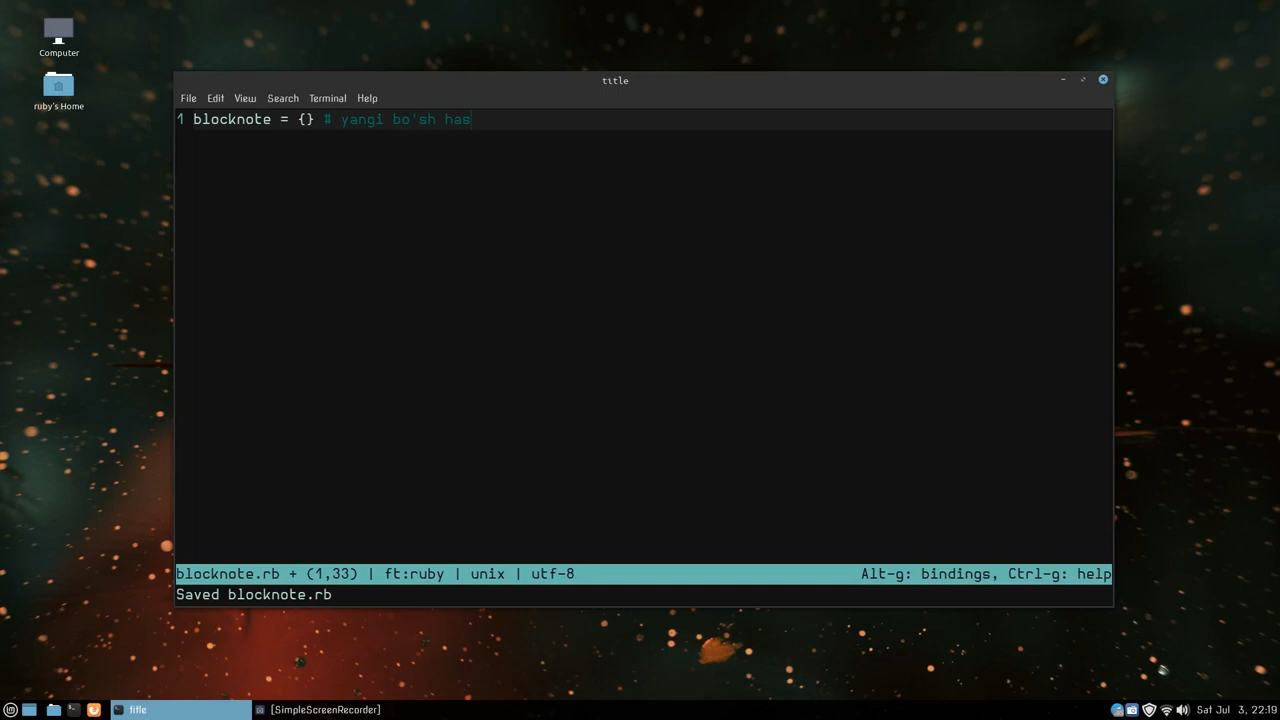 Computer
ruby's Home
title
File Edit View Search Terminal Help
1 blocknote = {} # yangi bo'sh has
blocknote.rb + (1,33) | ft:ruby | unix | utf-8 Alt-g: bindings, Ctrl-g: help
Saved blocknote.rb
title [SimpleScreenRecorder] Sat Jul 3, 22:19